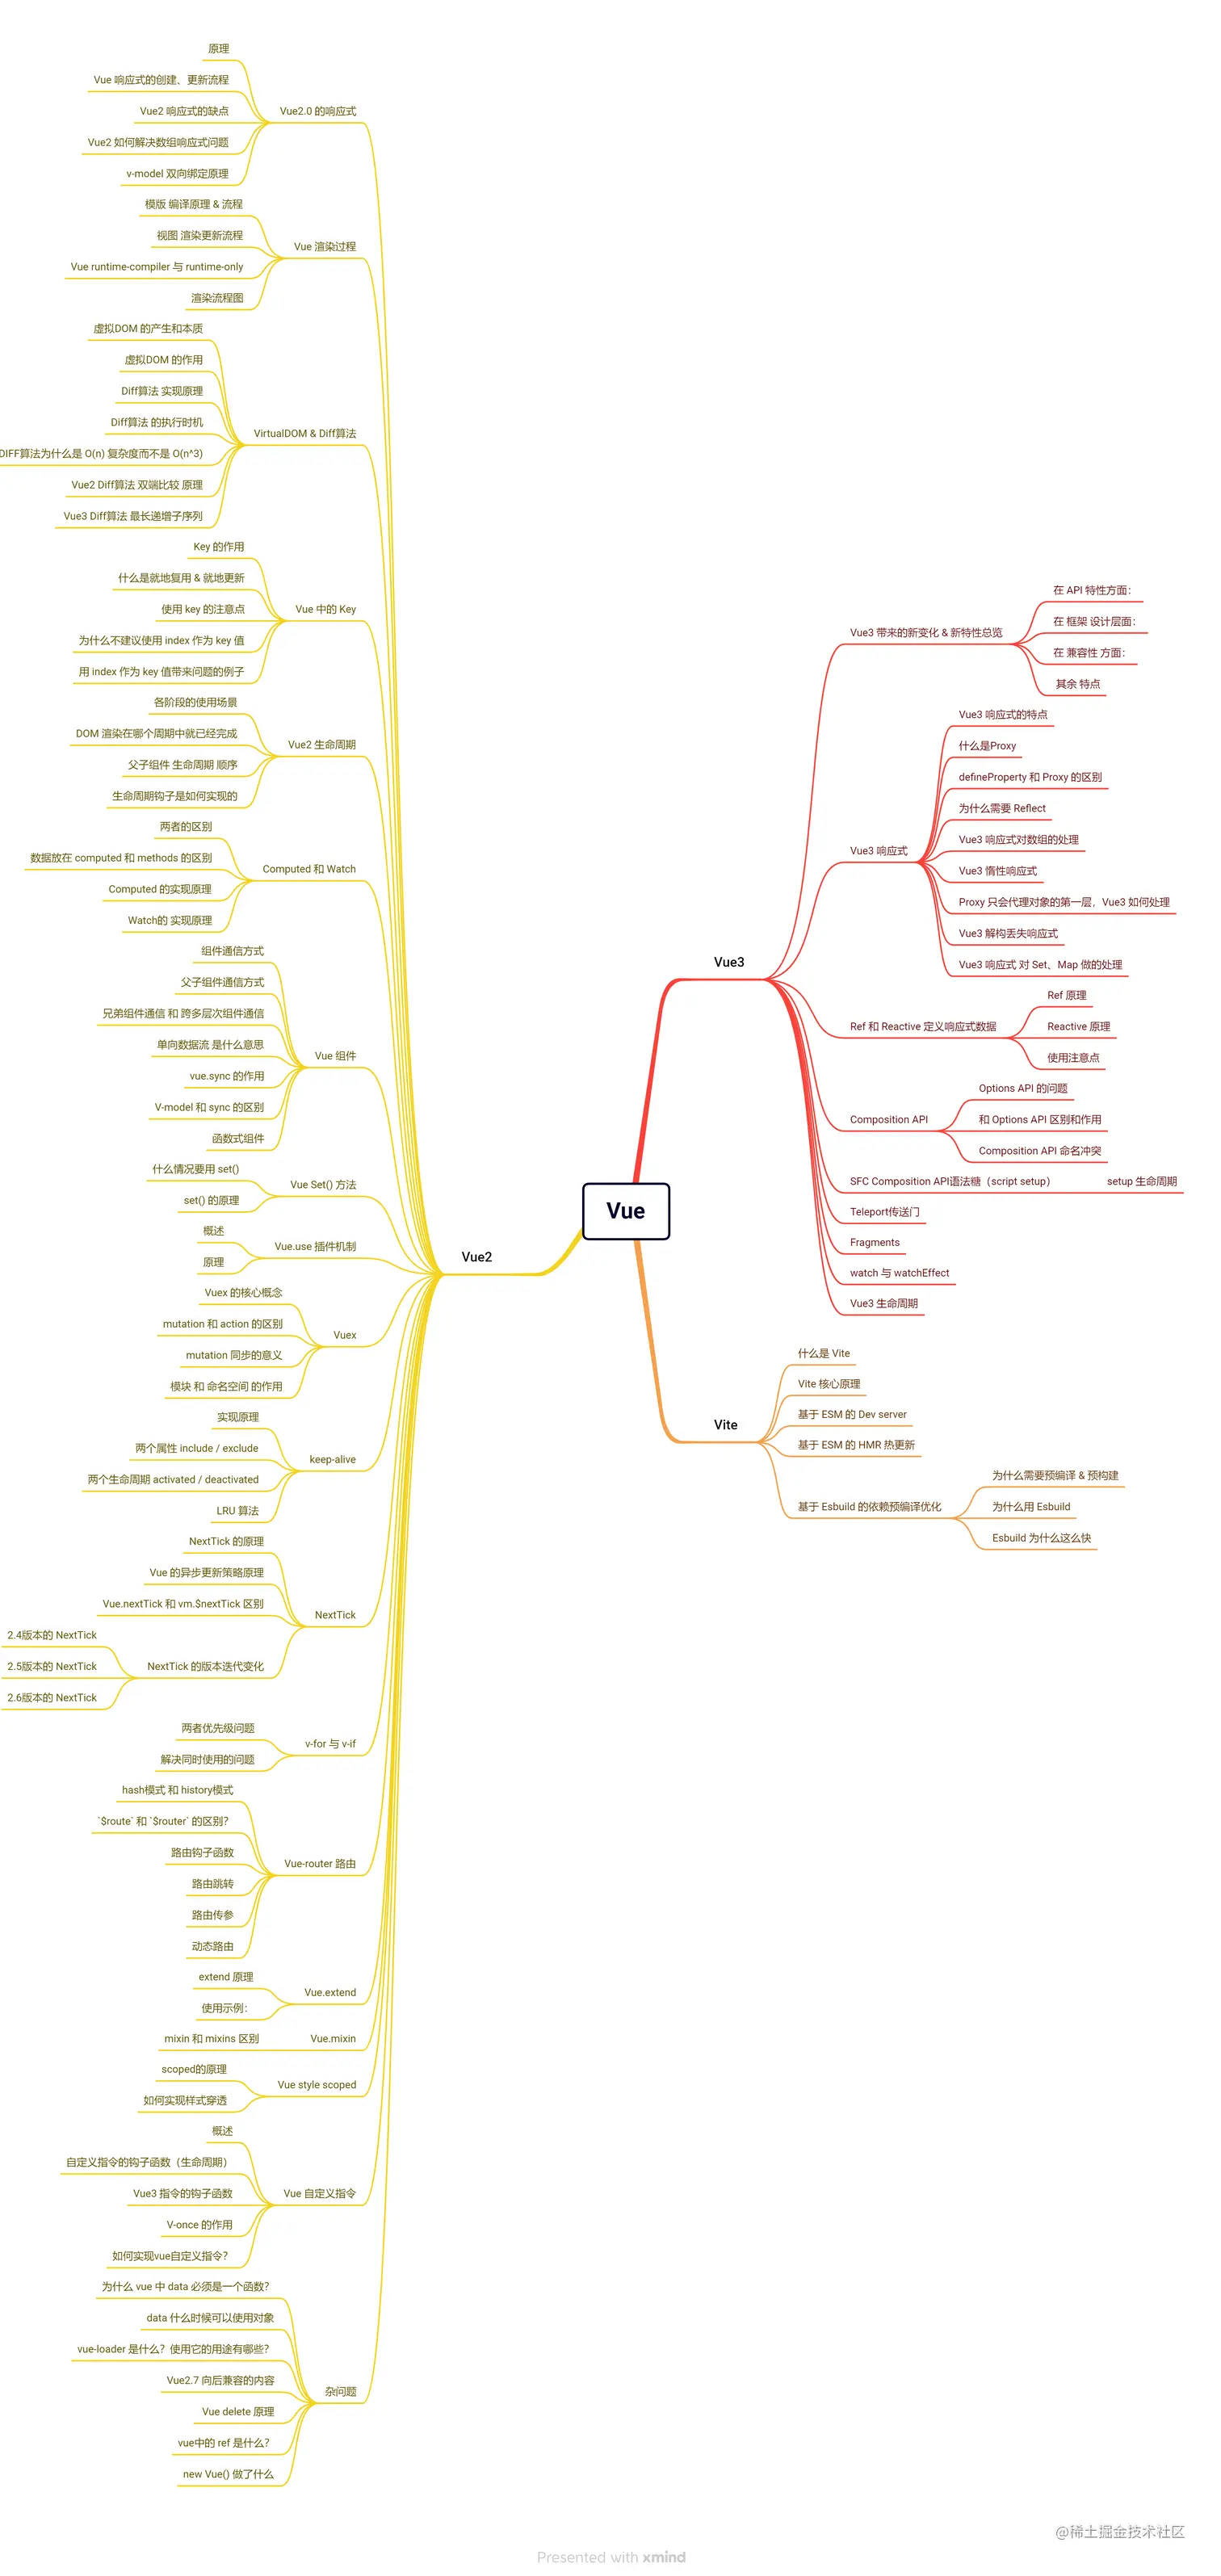 Vue
Vue2
Vue2.0 的响应式
原理
Vue 响应式的创建、更新流程
Vue2 响应式的缺点
Vue2 如何解决数组响应式问题
v-model 双向绑定原理
Vue 渲染过程
模版 编译原理 & 流程
视图 渲染更新流程
Vue runtime-compiler 与 runtime-only
渲染流程图
VirtualDOM & Diff算法
虚拟DOM 的产生和本质
虚拟DOM 的作用
Diff算法 实现原理
Diff算法 的执行时机
DIFF算法为什么是 O(n) 复杂度而不是 O(n^3)
Vue2 Diff算法 双端比较 原理
Vue3 Diff算法 最长递增子序列
Vue 中的 Key
Key 的作用
什么是就地复用 & 就地更新
使用 key 的注意点
为什么不建议使用 index 作为 key 值
用 index 作为 key 值带来问题的例子
Vue2 生命周期
各阶段的使用场景
DOM 渲染在哪个周期中就已经完成
父子组件 生命周期 顺序
生命周期钩子是如何实现的
Computed 和 Watch
两者的区别
数据放在 computed 和 methods 的区别
Computed 的实现原理
Watch的 实现原理
Vue 组件
组件通信方式
父子组件通信方式
兄弟组件通信 和 跨多层次组件通信
单向数据流 是什么意思
vue.sync 的作用
V-model 和 sync 的区别
函数式组件
Vue Set() 方法
什么情况要用 set()
set() 的原理
Vue.use 插件机制
概述
原理
Vuex
Vuex 的核心概念
mutation 和 action 的区别
mutation 同步的意义
模块 和 命名空间 的作用
keep-alive
实现原理
两个属性 include / exclude
两个生命周期 activated / deactivated
LRU 算法
NextTick
NextTick 的原理
Vue 的异步更新策略原理
Vue.nextTick 和 vm.$nextTick 区别
NextTick 的版本迭代变化
2.4版本的 NextTick
2.5版本的 NextTick
2.6版本的 NextTick
v-for 与 v-if
两者优先级问题
解决同时使用的问题
Vue-router 路由
hash模式 和 history模式
`$route` 和 `$router` 的区别？
路由钩子函数
路由跳转
路由传参
动态路由
Vue.extend
extend 原理
使用示例：
Vue.mixin
mixin 和 mixins 区别
Vue style scoped
scoped的原理
如何实现样式穿透
Vue 自定义指令
概述
自定义指令的钩子函数（生命周期）
Vue3 指令的钩子函数
V-once 的作用
如何实现vue自定义指令？
杂问题
为什么 vue 中 data 必须是一个函数？
data 什么时候可以使用对象
vue-loader 是什么？使用它的用途有哪些？
Vue2.7 向后兼容的内容
Vue delete 原理
vue中的 ref 是什么？
new Vue() 做了什么
Vue3
Vue3 带来的新变化 & 新特性总览
在 API 特性方面：
在 框架 设计层面：
在 兼容性 方面：
其余 特点
Vue3 响应式
Vue3 响应式的特点
什么是Proxy
defineProperty 和 Proxy 的区别
为什么需要 Reflect
Vue3 响应式对数组的处理
Vue3 惰性响应式
Proxy 只会代理对象的第一层，Vue3 如何处理
Vue3 解构丢失响应式
Vue3 响应式 对 Set、Map 做的处理
Ref 和 Reactive 定义响应式数据
Ref 原理
Reactive 原理
使用注意点
Composition API
Options API 的问题
和 Options API 区别和作用
Composition API 命名冲突
SFC Composition API语法糖（script setup）
setup 生命周期
Teleport传送门
Fragments
watch 与 watchEffect
Vue3 生命周期
Vite
什么是 Vite
Vite 核心原理
基于 ESM 的 Dev server
基于 ESM 的 HMR 热更新
基于 Esbuild 的依赖预编译优化
为什么需要预编译 & 预构建
为什么用 Esbuild
Esbuild 为什么这么快
@稀土掘金技术社区
Presented with xmind